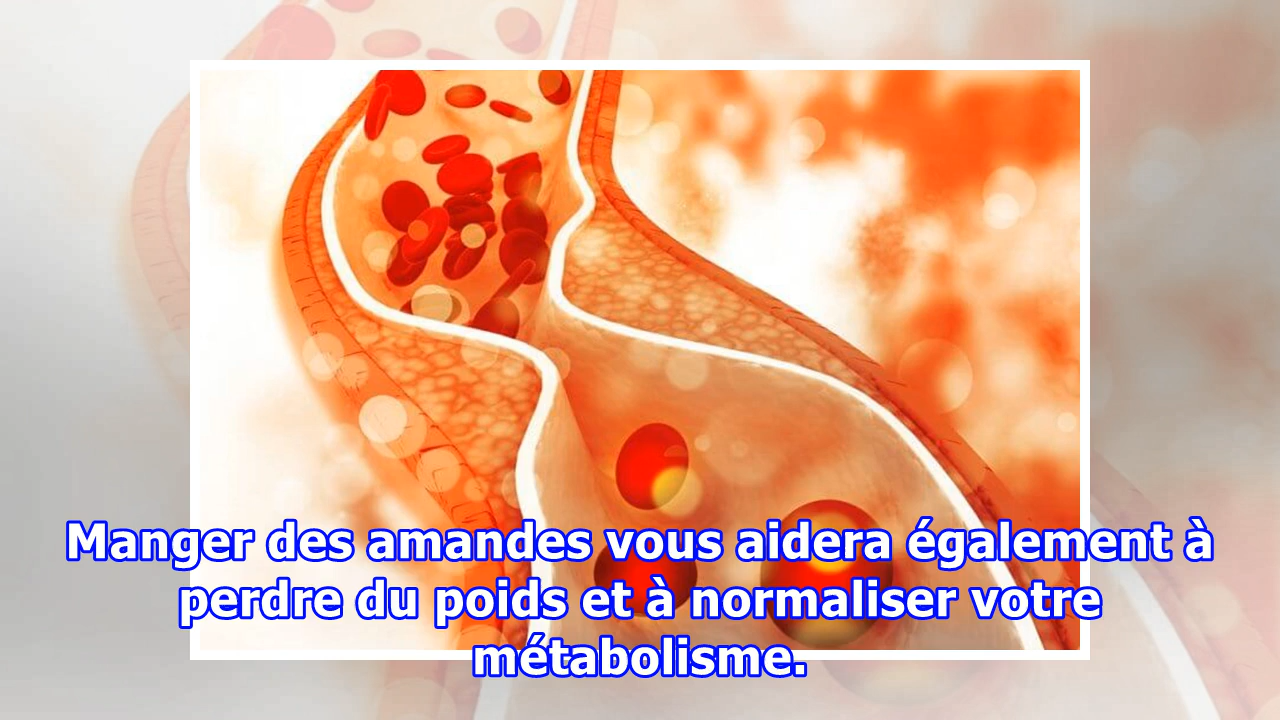 Manger des amandes vous aidera également à
perdre du poids et à normaliser votre
métabolisme.